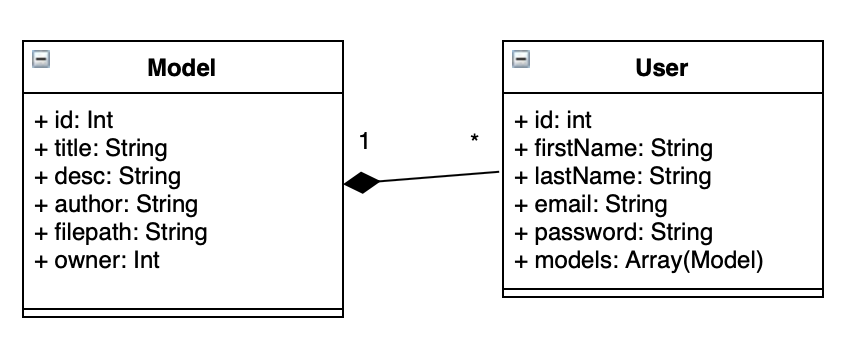 Model
+ id: Int
+ title: String
+ desc: String
+ author: String
+ filepath: String
+ owner: Int
1
*
User
+ id: int
+ firstName: String
+ lastName: String
+ email: String
+ password: String
+ models: Array(Model)